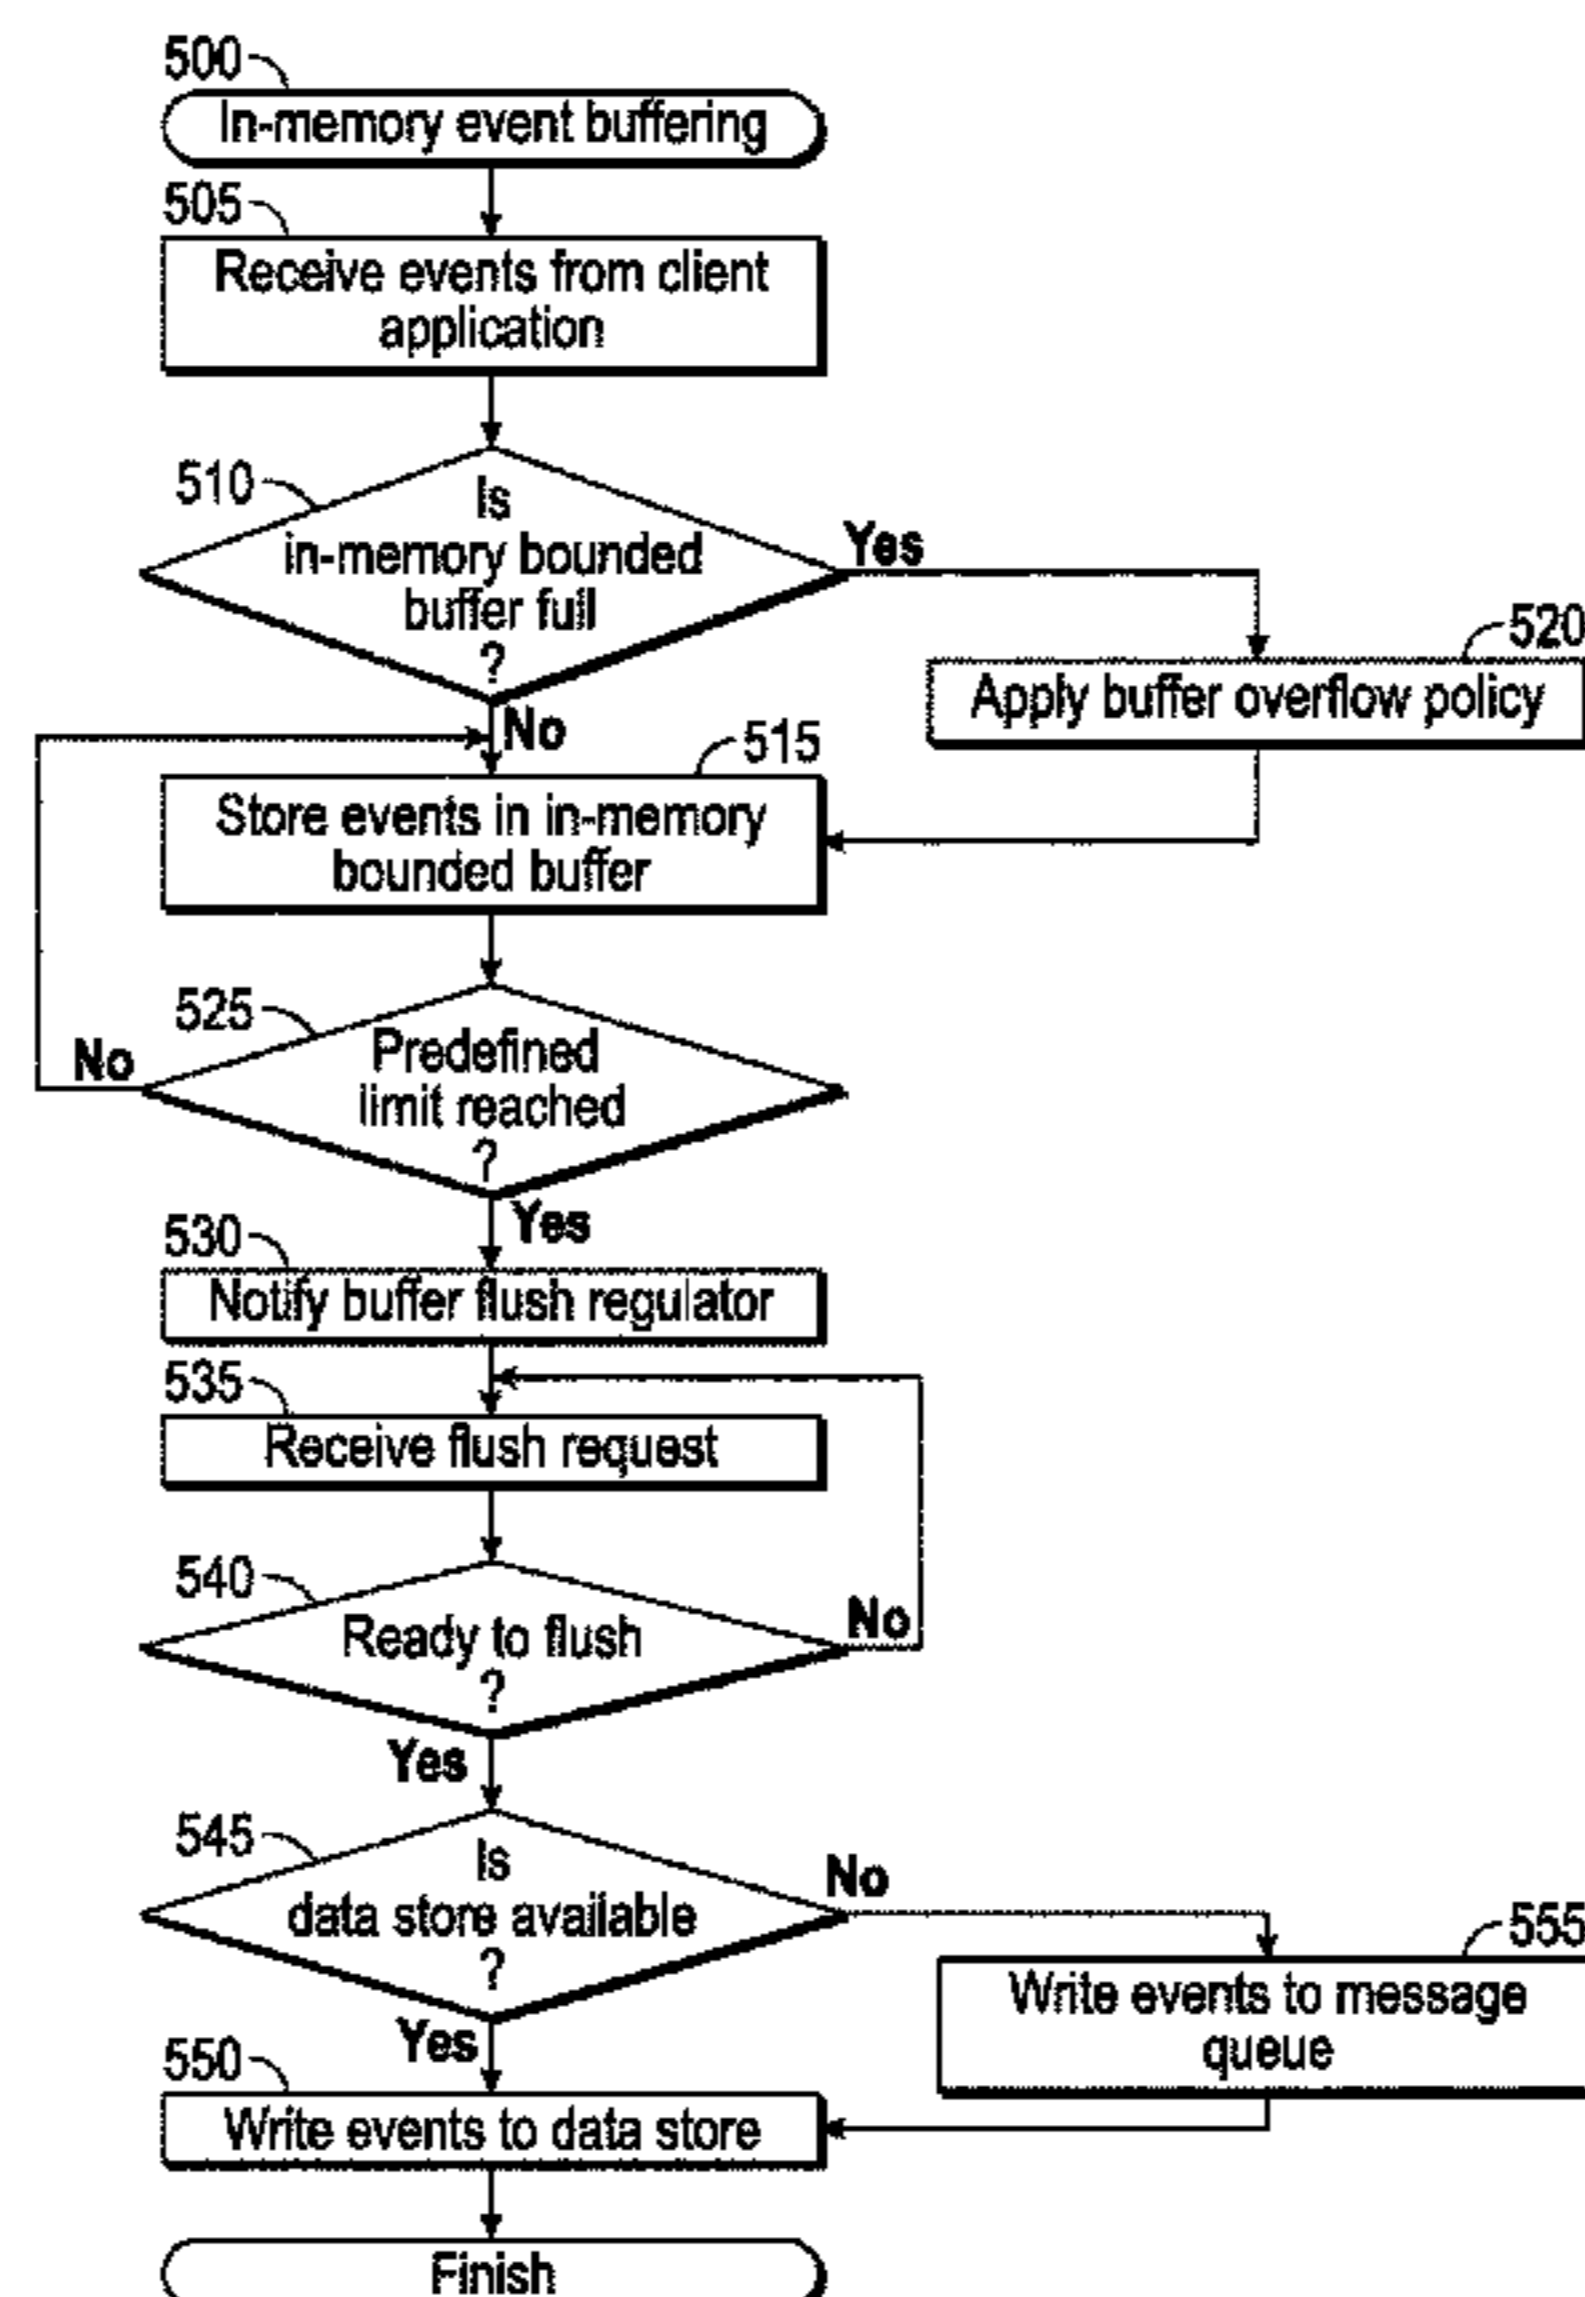 500
In-memory event buffering
505
Receive events from client
application
510
Is
in-memory bounded
buffer full
?
Yes
520
Apply buffer overflow policy
No
515
Store events in in-memory
bounded buffer
525
Predefined
limit reached
?
No
Yes
530
Notify buffer flush regulator
535
Receive flush request
540
Ready to flush
?
No
Yes
545
Is
data store available
?
No
555
Write events to message
queue
Yes
550
Write events to data store
Finish